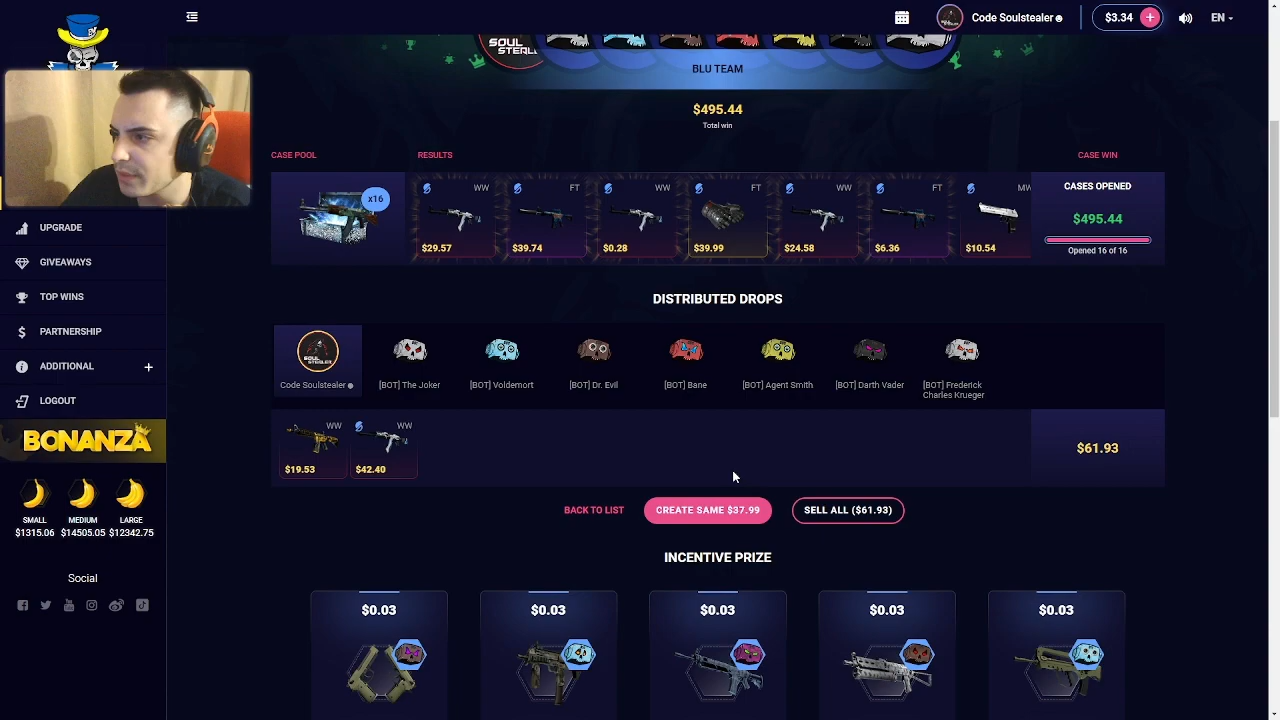 Code Soulstealer
$3.34
EN
SOUL
STEALER
BLU TEAM
$495.44
Total win
CASE POOL
RESULTS
CASE WIN
x16
WW
$29.57
FT
$39.74
WW
$0.28
FT
$39.99
WW
$24.58
FT
$6.36
MW
$10.54
CASES OPENED
$495.44
Opened 16 of 16
UPGRADE
GIVEAWAYS
TOP WINS
PARTNERSHIP
ADDITIONAL
LOGOUT
BONANZA
SMALL
$1315.06
MEDIUM
$14505.05
LARGE
$12342.75
Social
DISTRIBUTED DROPS
SOUL
STEALER
Code Soulstealer
[BOT] The Joker
[BOT] Voldemort
[BOT] Dr. Evil
[BOT] Bane
[BOT] Agent Smith
[BOT] Darth Vader
[BOT] Frederick
Charles Krueger
WW
$19.53
WW
$42.40
$61.93
BACK TO LIST
CREATE SAME $37.99
SELL ALL ($61.93)
INCENTIVE PRIZE
$0.03
$0.03
$0.03
$0.03
$0.03